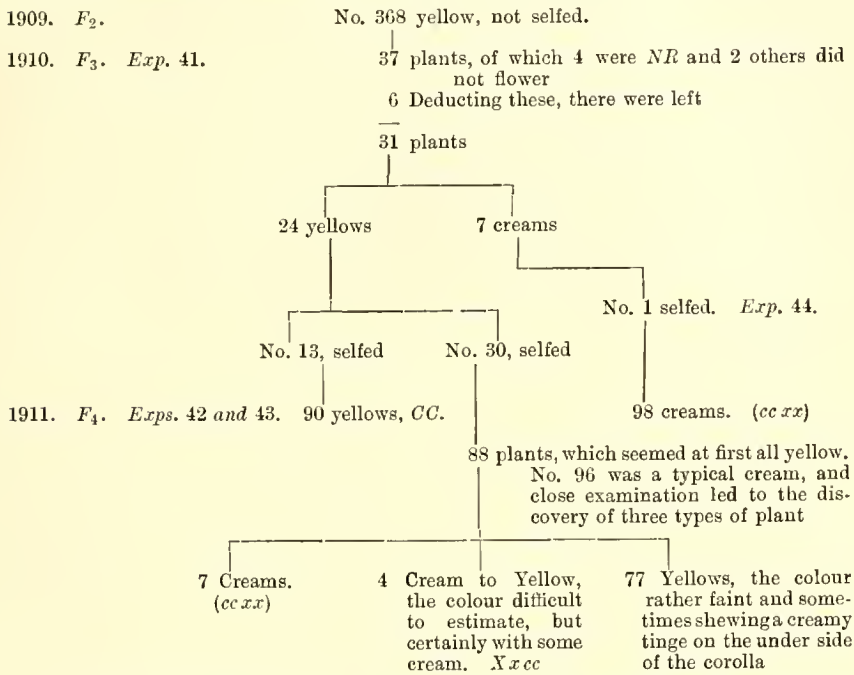 1909. F₂. No. 368 yellow, not selfed.
1910. F₃. Exp. 41. 37 plants, of which 4 were NR and 2 others did
not flower
6 Deducting these, there were left
31 plants
24 yellows 7 creams
No. 1 selfed. Exp. 44.
No. 13, selfed No. 30, selfed
1911. F₄. Exps. 42 and 43. 90 yellows, CC. 98 creams. (cc xx)
88 plants, which seemed at first all yellow.
No. 96 was a typical cream, and
close examination led to the dis-
covery of three types of plant
7 Creams. 4 Cream to Yellow, 77 Yellows, the colour
(cc xx) the colour difficult rather faint and some-
to estimate, but times shewing a creamy
certainly with some tinge on the under side
cream. Xx cc of the corolla